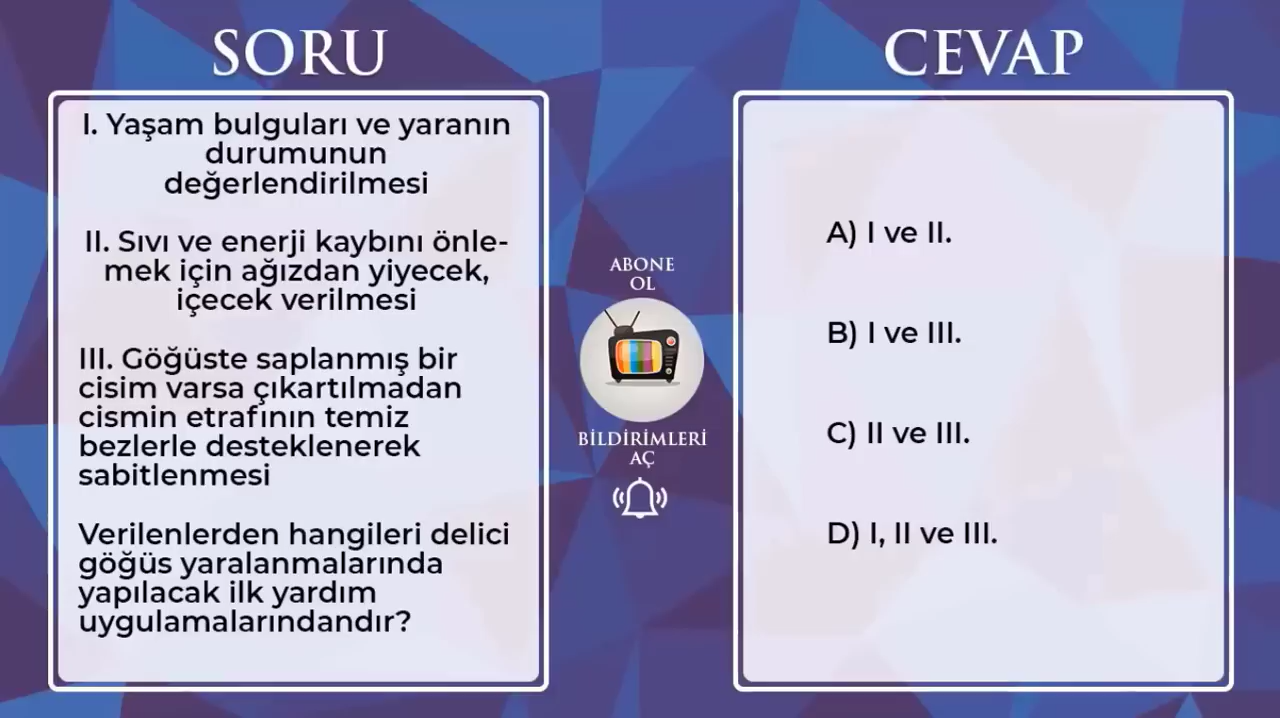 SORU
I. Yaşam bulguları ve yaranın
durumunun
değerlendirilmesi
II. Sıvı ve enerji kaybını önle-
mek için ağızdan yiyecek,
içecek verilmesi
III. Göğüste saplanmış bir
cisim varsa çıkartılmadan
cismin etrafının temiz
bezlerle desteklenerek
sabitlenmesi
Verilenlerden hangileri delici
göğüs yaralanmalarında
yapılacak ilk yardım
uygulamalarındandır?
ABONE
OL
BİLDİRİMLERİ
AÇ
CEVAP
A) I ve II.
B) I ve III.
C) II ve III.
D) I, II ve III.